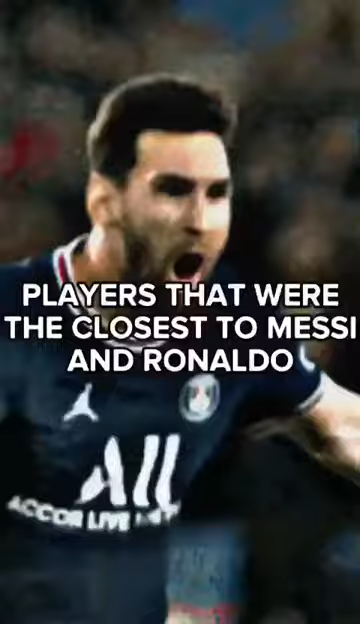 PLAYERS THAT WERE
THE CLOSEST TO MESSI
AND RONALDO
ALL
ACCOR LIVE